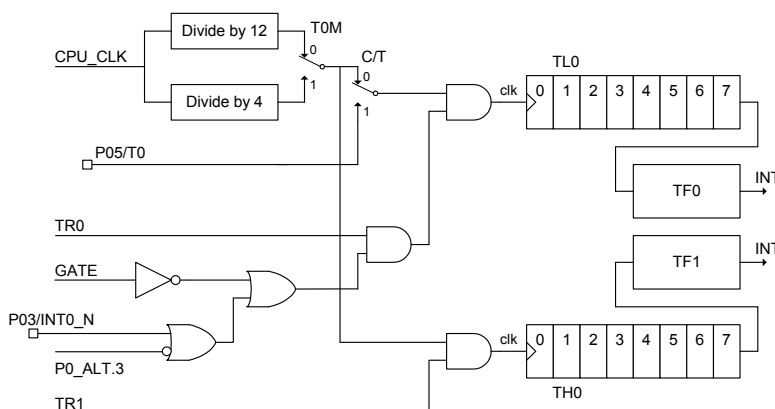 T0M
Divide by 12
0
C/T
TL0
CPU_CLK
0
clk
0 1 2 3 4 5 6 7
Divide by 4
1
1
P05/T0
INT
TF0
TR0
INT
TF1
GATE
P03/INT0_N
clk
0 1 2 3 4 5 6 7
P0_ALT.3
TH0
TR1